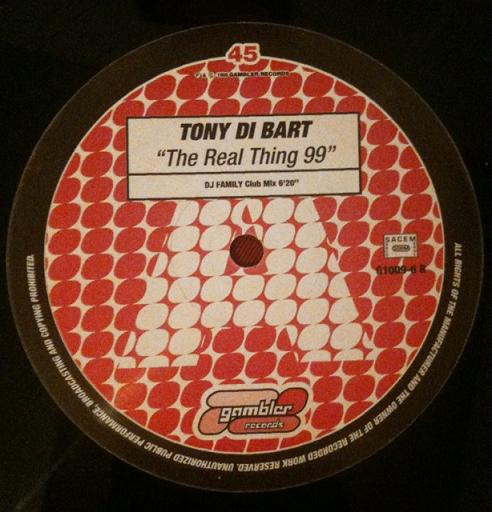 45
TONY DI BART
“The Real Thing 99”
DJ FAMILY Club Mix 6'20"
SACEM
G1009-6 B
A
gambler
records
ALL RIGHTS OF THE MANUFACTURER AND THE OWNER OF THE RECORDED WORK RESERVED. UNAUTHORIZED PUBLIC PERFORMANCE, BROADCASTING AND COPYING PROHIBITED.